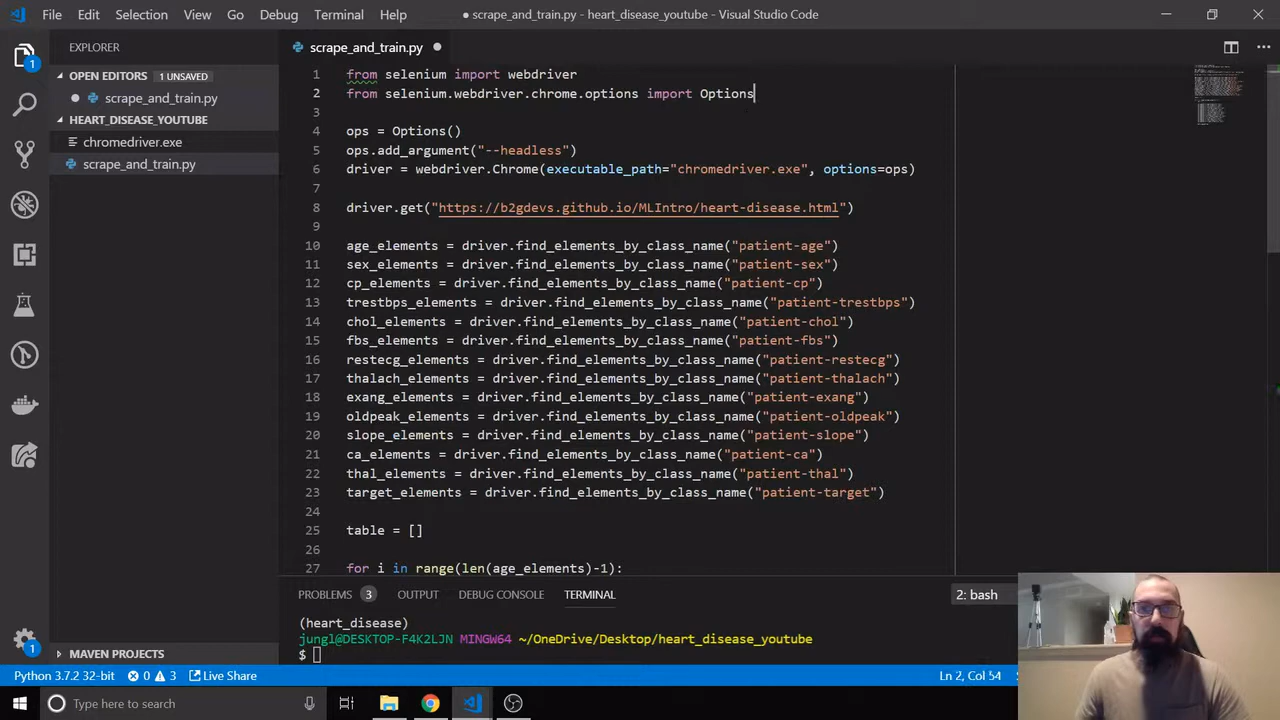 File Edit Selection View Go Debug Terminal Help
● scrape_and_train.py - heart_disease_youtube - Visual Studio Code
EXPLORER
OPEN EDITORS 1 UNSAVED
scrape_and_train.py
HEART_DISEASE_YOUTUBE
chromedriver.exe
scrape_and_train.py
MAVEN PROJECTS
1
1
scrape_and_train.py
1 from selenium import webdriver
2 from selenium.webdriver.chrome.options import Options
3
4 ops = Options()
5 ops.add_argument("--headless")
6 driver = webdriver.Chrome(executable_path="chromedriver.exe", options=ops)
7
8 driver.get("https://b2gdevs.github.io/MLIntro/heart-disease.html")
9
10 age_elements = driver.find_elements_by_class_name("patient-age")
11 sex_elements = driver.find_elements_by_class_name("patient-sex")
12 cp_elements = driver.find_elements_by_class_name("patient-cp")
13 trestbps_elements = driver.find_elements_by_class_name("patient-trestbps")
14 chol_elements = driver.find_elements_by_class_name("patient-chol")
15 fbs_elements = driver.find_elements_by_class_name("patient-fbs")
16 restecg_elements = driver.find_elements_by_class_name("patient-restecg")
17 thalach_elements = driver.find_elements_by_class_name("patient-thalach")
18 exang_elements = driver.find_elements_by_class_name("patient-exang")
19 oldpeak_elements = driver.find_elements_by_class_name("patient-oldpeak")
20 slope_elements = driver.find_elements_by_class_name("patient-slope")
21 ca_elements = driver.find_elements_by_class_name("patient-ca")
22 thal_elements = driver.find_elements_by_class_name("patient-thal")
23 target_elements = driver.find_elements_by_class_name("patient-target")
24
25 table = []
26
27 for i in range(len(age_elements)-1):
PROBLEMS 3 OUTPUT DEBUG CONSOLE TERMINAL 2: bash
(heart_disease)
jungl@DESKTOP-F4K2LJN MINGW64 ~/OneDrive/Desktop/heart_disease_youtube
$
Python 3.7.2 32-bit 0 3 Live Share Ln 2, Col 54
Type here to search